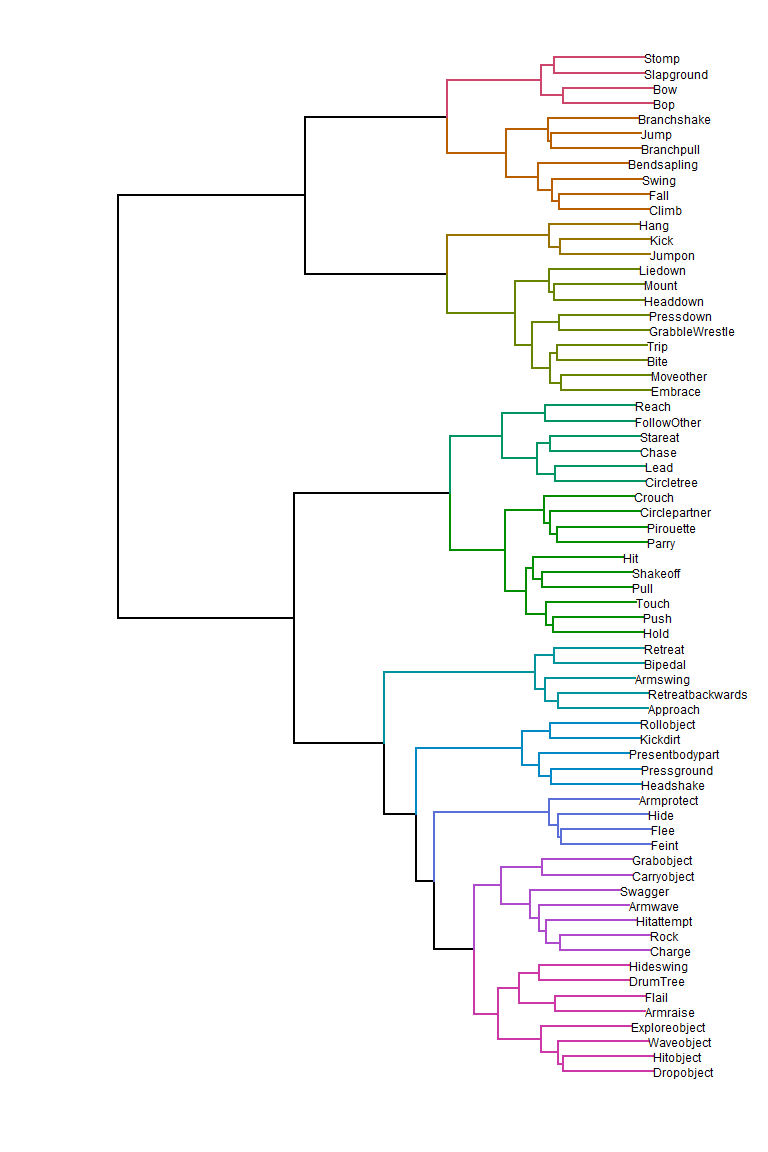 Stomp
Slapground
Bow
Bop
Branchshake
Jump
Branchpull
Bendsapling
Swing
Fall
Climb
Hang
Kick
Jumpon
Liedown
Mount
Headdown
Pressdown
GrabbleWrestle
Trip
Bite
Moveother
Embrace
Reach
FollowOther
Stareat
Chase
Lead
Circletree
Crouch
Circlepartner
Pirouette
Parry
Hit
Shakeoff
Pull
Touch
Push
Hold
Retreat
Bipedal
Armswing
Retreatbackwards
Approach
Rollobject
Kickdirt
Presentbodypart
Pressground
Headshake
Armprotect
Hide
Flee
Feint
Grabobject
Carryobject
Swagger
Armwave
Hitattempt
Rock
Charge
Hideswing
DrumTree
Flail
Armraise
Exploreobject
Waveobject
Hitobject
Dropobject